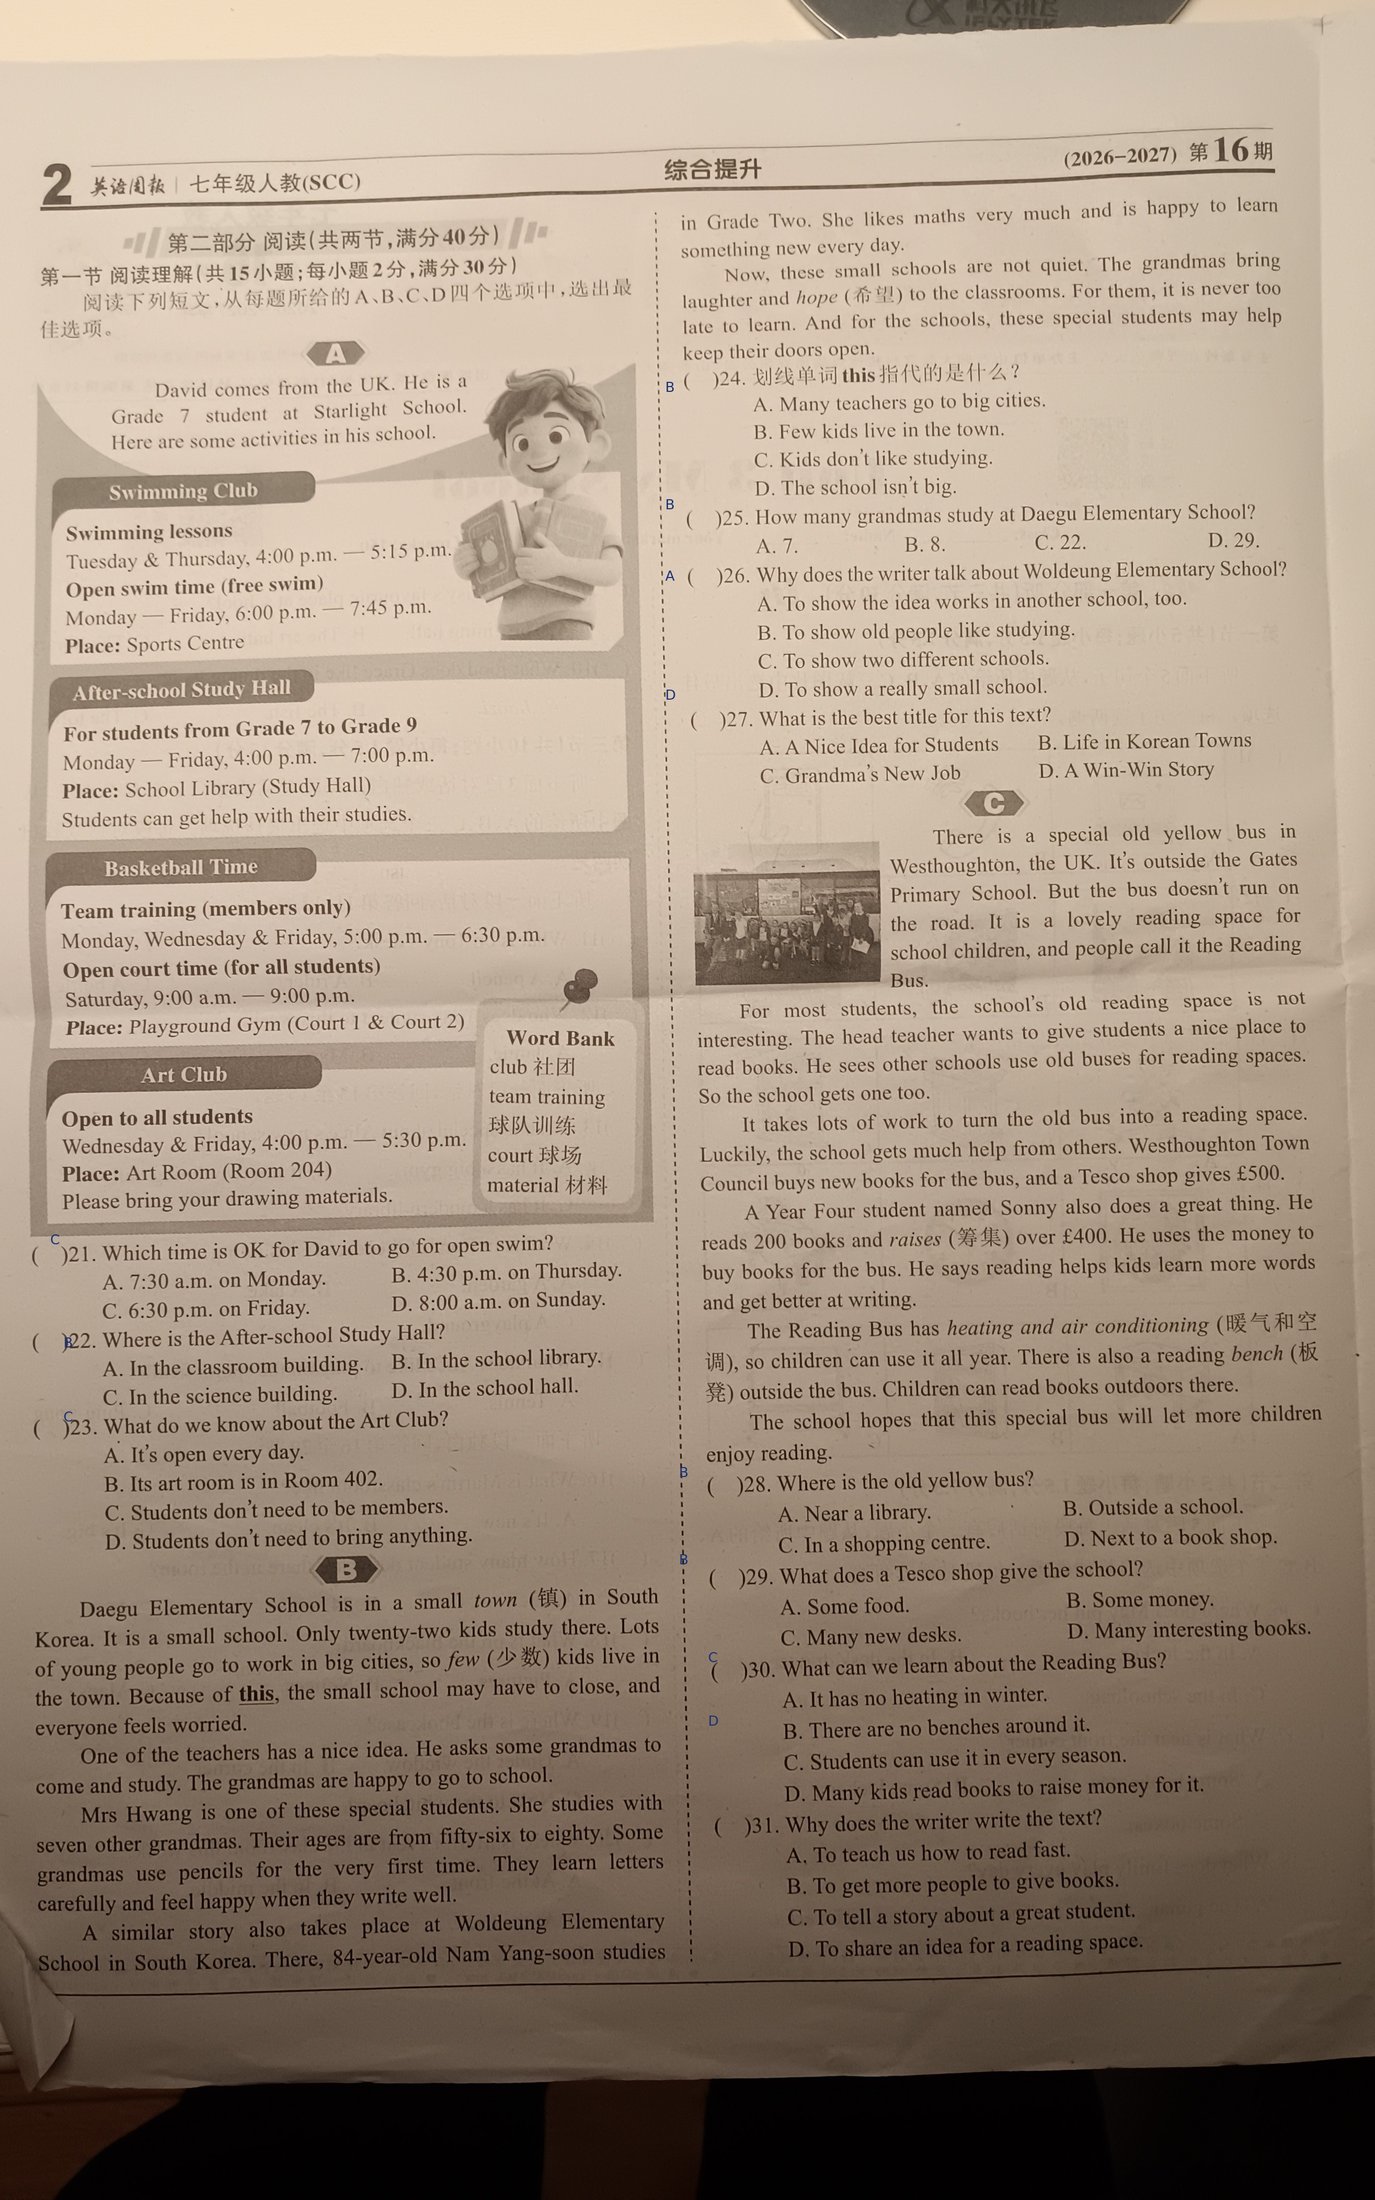 科大讯飞
iFLYTEK
2 英语周报 | 七年级人教(SCC)
综合提升
(2026-2027) 第16期
第二部分 阅读(共两节,满分40分)
第一节 阅读理解(共15小题;每小题2分,满分30分)
阅读下列短文,从每题所给的A、B、C、D四个选项中,选出最
佳选项。
A
David comes from the UK. He is a
Grade 7 student at Starlight School.
Here are some activities in his school.
Swimming Club
Swimming lessons
Tuesday & Thursday, 4:00 p.m. — 5:15 p.m.
Open swim time (free swim)
Monday — Friday, 6:00 p.m. — 7:45 p.m.
Place: Sports Centre
After-school Study Hall
For students from Grade 7 to Grade 9
Monday — Friday, 4:00 p.m. — 7:00 p.m.
Place: School Library (Study Hall)
Students can get help with their studies.
Basketball Time
Team training (members only)
Monday, Wednesday & Friday, 5:00 p.m. — 6:30 p.m.
Open court time (for all students)
Saturday, 9:00 a.m. — 9:00 p.m.
Place: Playground Gym (Court 1 & Court 2)
Art Club
Open to all students
Wednesday & Friday, 4:00 p.m. — 5:30 p.m.
Place: Art Room (Room 204)
Please bring your drawing materials.
Word Bank
club 社团
team training
球队训练
court 球场
material 材料
C
( )21. Which time is OK for David to go for open swim?
A. 7:30 a.m. on Monday. B. 4:30 p.m. on Thursday.
C. 6:30 p.m. on Friday. D. 8:00 a.m. on Sunday.
B
( )22. Where is the After-school Study Hall?
A. In the classroom building. B. In the school library.
C. In the science building. D. In the school hall.
C
( )23. What do we know about the Art Club?
A. It's open every day.
B. Its art room is in Room 402.
C. Students don't need to be members.
D. Students don't need to bring anything.
B
Daegu Elementary School is in a small town (镇) in South
Korea. It is a small school. Only twenty-two kids study there. Lots
of young people go to work in big cities, so few (少数) kids live in
the town. Because of this, the small school may have to close, and
everyone feels worried.
One of the teachers has a nice idea. He asks some grandmas to
come and study. The grandmas are happy to go to school.
Mrs Hwang is one of these special students. She studies with
seven other grandmas. Their ages are from fifty-six to eighty. Some
grandmas use pencils for the very first time. They learn letters
carefully and feel happy when they write well.
A similar story also takes place at Woldeung Elementary
School in South Korea. There, 84-year-old Nam Yang-soon studies
in Grade Two. She likes maths very much and is happy to learn
something new every day.
Now, these small schools are not quiet. The grandmas bring
laughter and hope (希望) to the classrooms. For them, it is never too
late to learn. And for the schools, these special students may help
keep their doors open.
B ( )24. 划线单词this指代的是什么?
A. Many teachers go to big cities.
B. Few kids live in the town.
C. Kids don't like studying.
D. The school isn't big.
B
( )25. How many grandmas study at Daegu Elementary School?
A. 7. B. 8. C. 22. D. 29.
A ( )26. Why does the writer talk about Woldeung Elementary School?
A. To show the idea works in another school, too.
B. To show old people like studying.
C. To show two different schools.
D. To show a really small school.
D
( )27. What is the best title for this text?
A. A Nice Idea for Students B. Life in Korean Towns
C. Grandma's New Job D. A Win-Win Story
C
There is a special old yellow bus in
Westhoughton, the UK. It's outside the Gates
Primary School. But the bus doesn't run on
the road. It is a lovely reading space for
school children, and people call it the Reading
Bus.
For most students, the school's old reading space is not
interesting. The head teacher wants to give students a nice place to
read books. He sees other schools use old buses for reading spaces.
So the school gets one too.
It takes lots of work to turn the old bus into a reading space.
Luckily, the school gets much help from others. Westhoughton Town
Council buys new books for the bus, and a Tesco shop gives £500.
A Year Four student named Sonny also does a great thing. He
reads 200 books and raises (筹集) over £400. He uses the money to
buy books for the bus. He says reading helps kids learn more words
and get better at writing.
The Reading Bus has heating and air conditioning (暖气和空
调), so children can use it all year. There is also a reading bench (板
凳) outside the bus. Children can read books outdoors there.
The school hopes that this special bus will let more children
enjoy reading.
B
( )28. Where is the old yellow bus?
A. Near a library. B. Outside a school.
C. In a shopping centre. D. Next to a book shop.
B
( )29. What does a Tesco shop give the school?
A. Some food. B. Some money.
C. Many new desks. D. Many interesting books.
C
( )30. What can we learn about the Reading Bus?
A. It has no heating in winter.
D
B. There are no benches around it.
C. Students can use it in every season.
D. Many kids read books to raise money for it.
( )31. Why does the writer write the text?
A. To teach us how to read fast.
B. To get more people to give books.
C. To tell a story about a great student.
D. To share an idea for a reading space.